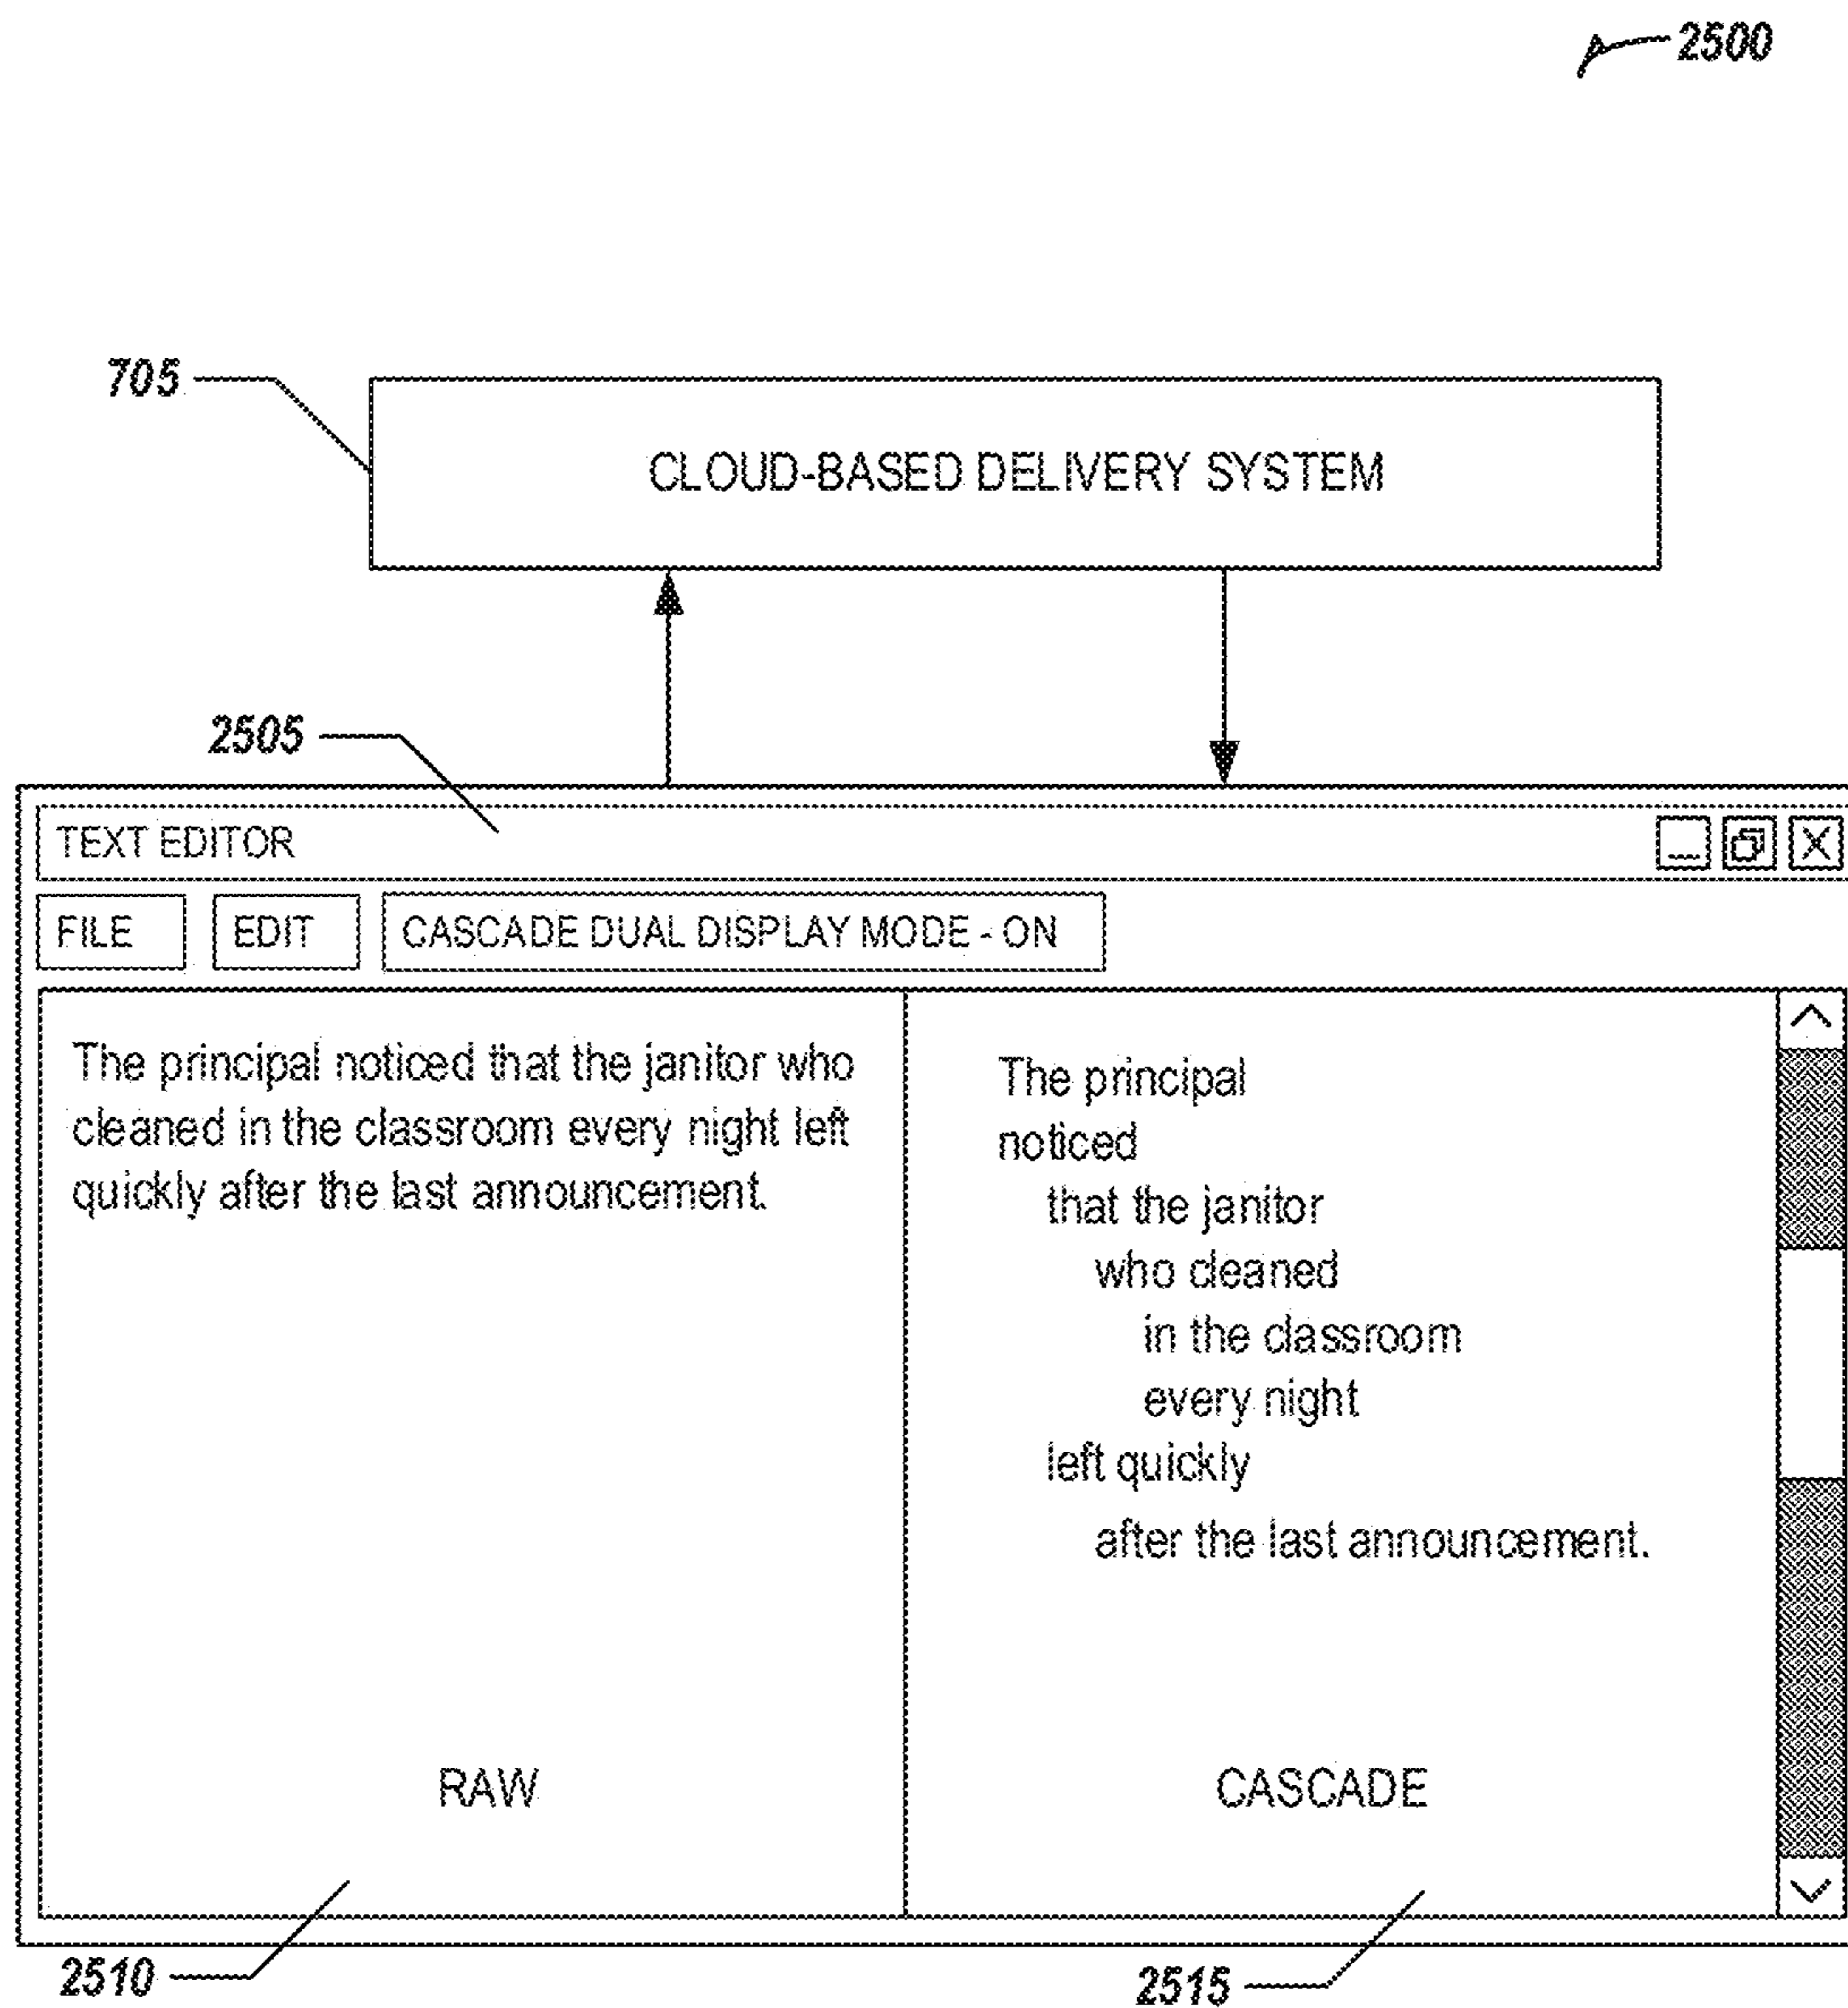 2500
705
CLOUD-BASED DELIVERY SYSTEM
2505
TEXT EDITOR
FILE
EDIT
CASCADE DUAL DISPLAY MODE - ON
The principal noticed that the janitor who
cleaned in the classroom every night left
quickly after the last announcement.
RAW
The principal
noticed
that the janitor
who cleaned
in the classroom
every night
left quickly
after the last announcement.
CASCADE
2510
2515